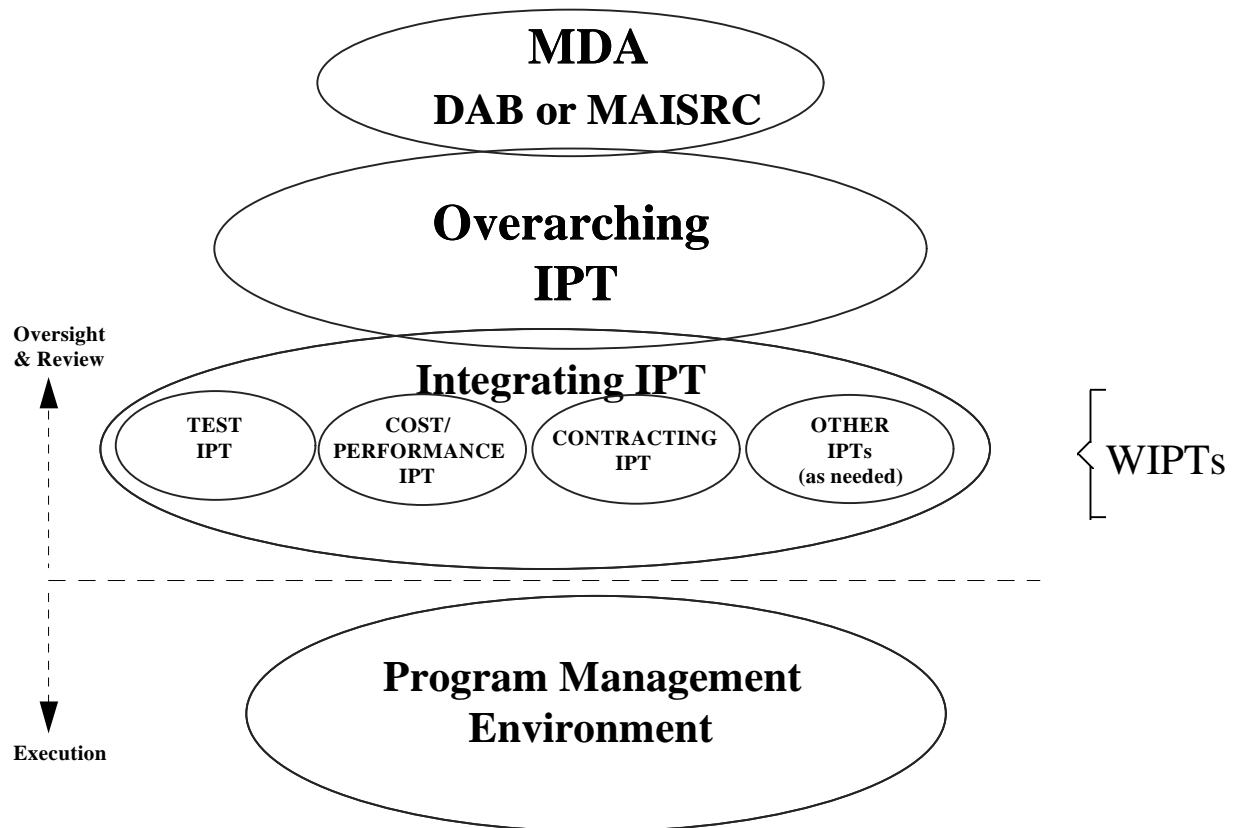 MDA
DAB or MAISRC
Overarching
IPT
Oversight
& Review
Integrating IPT
TEST
IPT
COST/
PERFORMANCE
IPT
CONTRACTING
IPT
OTHER
IPTs
(as needed)
WIPTs
Program Management
Environment
Execution